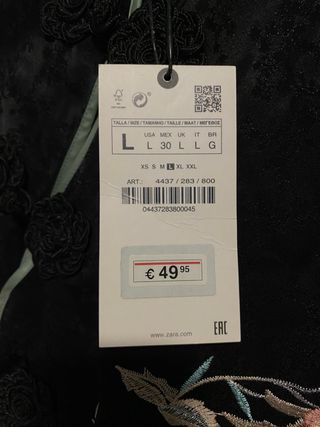 TALLA / SIZE / TAMANHO / TAILLE / MAAT / ΜΕΓΕΘΟΣ
L
USA MEX UK IT BR
L 30 L L G
XS S M L XL XXL
ART.: 4437 / 283 / 800
04437283800045
€ 49 95
www.zara.com
EAC